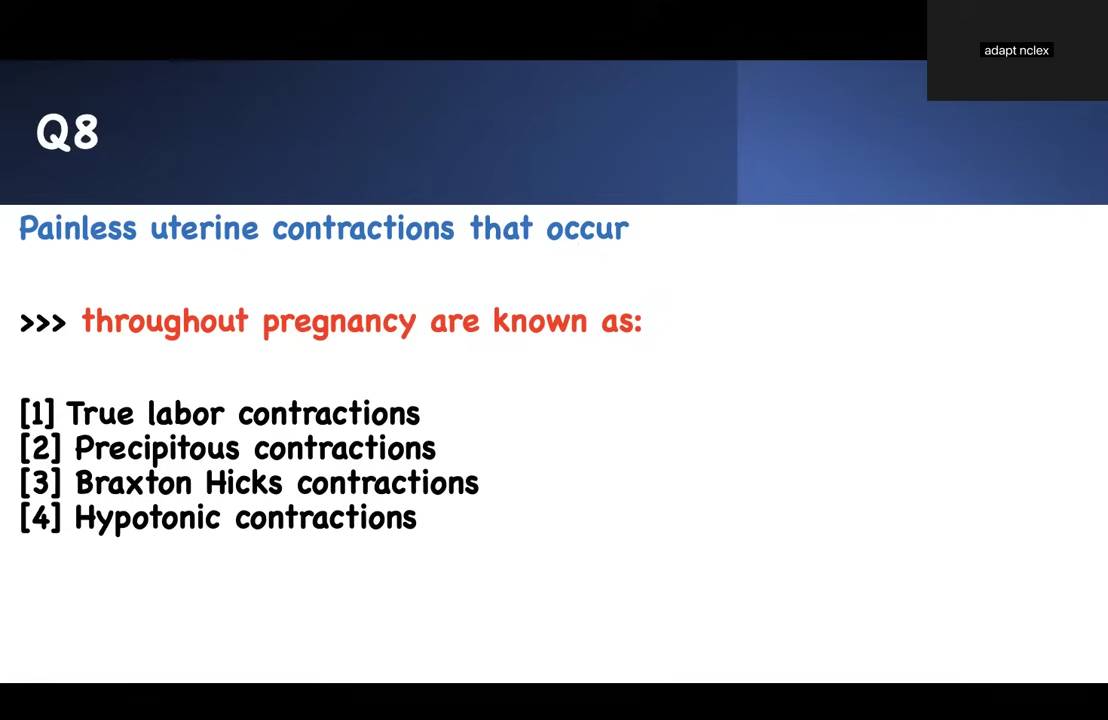 adapt nclex
Q8
Painless uterine contractions that occur
>>> throughout pregnancy are known as:
[1] True labor contractions
[2] Precipitous contractions
[3] Braxton Hicks contractions
[4] Hypotonic contractions